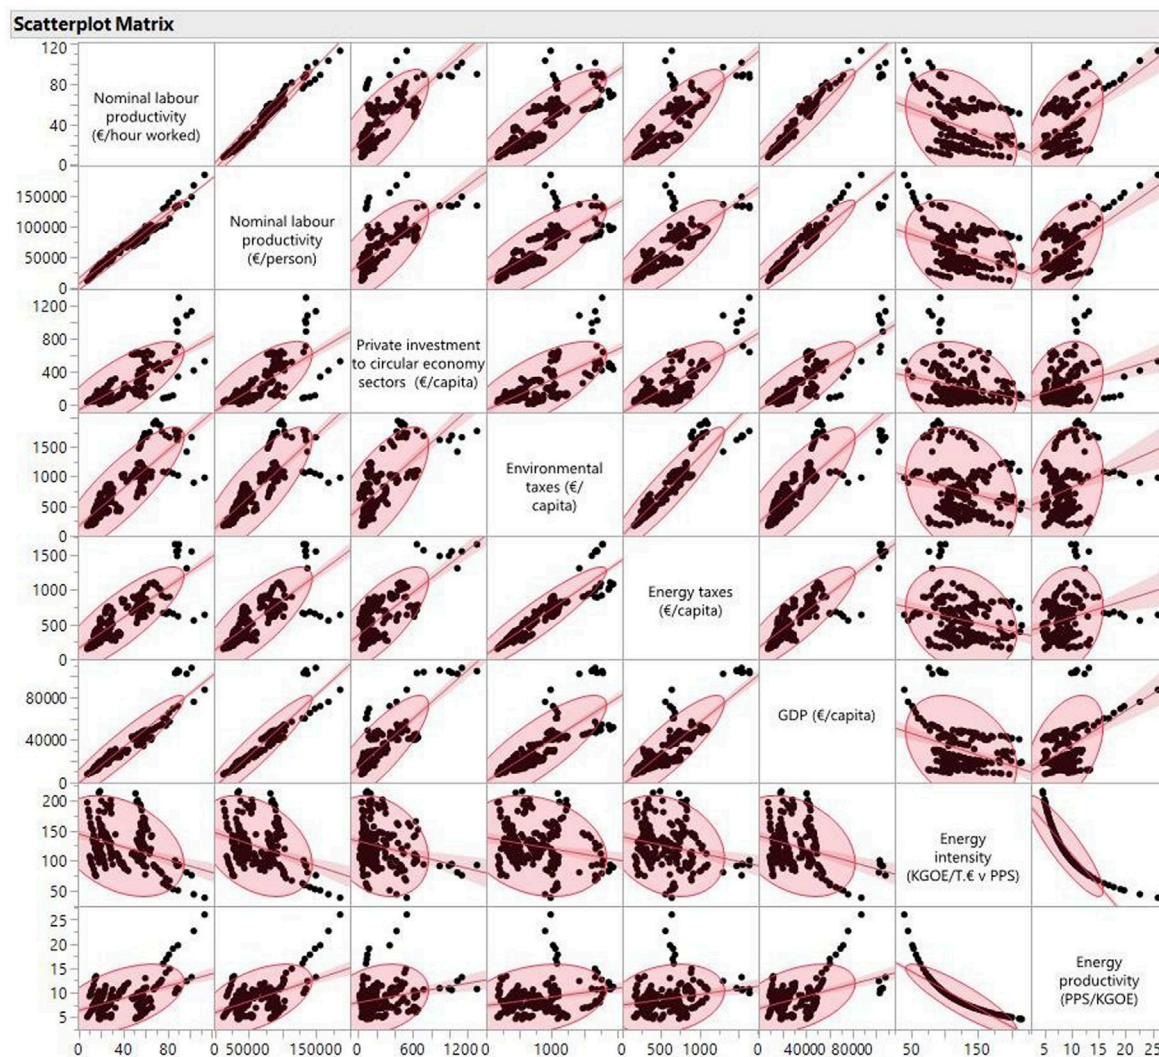 Scatterplot Matrix
120
80
40
0
Nominal labour
productivity
(€/hour worked)
150000
100000
50000
0
Nominal labour
productivity
(€/person)
1200
800
400
0
Private investment
to circular economy
sectors (€/capita)
1500
1000
500
0
Environmental
taxes (€/
capita)
1500
1000
500
0
Energy taxes
(€/capita)
80000
40000
0
GDP (€/capita)
200
150
100
50
Energy
intensity
(KGOE/T.€ v PPS)
25
20
15
10
5
Energy
productivity
(PPS/KGOE)
0 40 80 0 50000 150000 0 600 1200 0 1000 0 500 1000 0 40000 80000 50 100 200 5 10 15 20 25